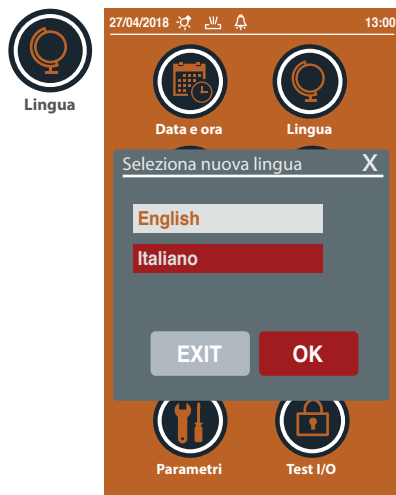 Lingua
27/04/2018 13:00
Data e ora Lingua
Seleziona nuova lingua X
English
Italiano
EXIT OK
Parametri Test I/O